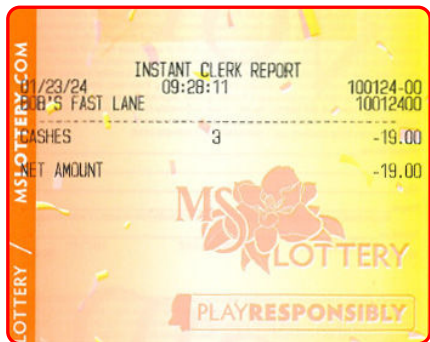 INSTANT CLERK REPORT
01/23/24 09:28:11 100124-00
BOB'S FAST LANE 10012400
CASHES 3 -19.00
NET AMOUNT -19.00
MS
LOTTERY
PLAYRESPONSIBLY
LOTTERY / MSLOTTERY.COM